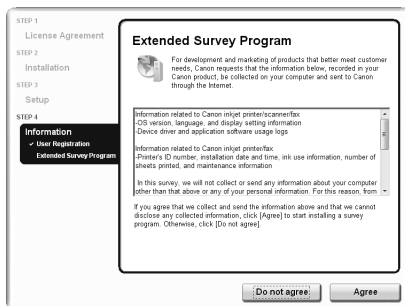 STEP 1
License Agreement
STEP 2
Installation
STEP 3
Setup
STEP 4
Information
✓ User Registration
Extended Survey Program
Extended Survey Program
For development and marketing of products that better meet customer
needs, Canon requests that the information below, recorded in your
Canon product, be collected on your computer and sent to Canon
through the Internet.
Information related to Canon inkjet printer/scanner/fax
-OS version, language, and display setting information
-Device driver and application software usage logs
Information related to Canon inkjet printer/fax
-Printer's ID number, installation date and time, ink use information, number of
sheets printed, and maintenance information
In this survey, we will not collect or send any information about your computer
other than that above or any of your personal information. For this reason, from
If you agree that we collect and send the information above and that we cannot
disclose any collected information, click [Agree] to start installing a survey
program. Otherwise, click [Do not agree].
Do not agree
Agree